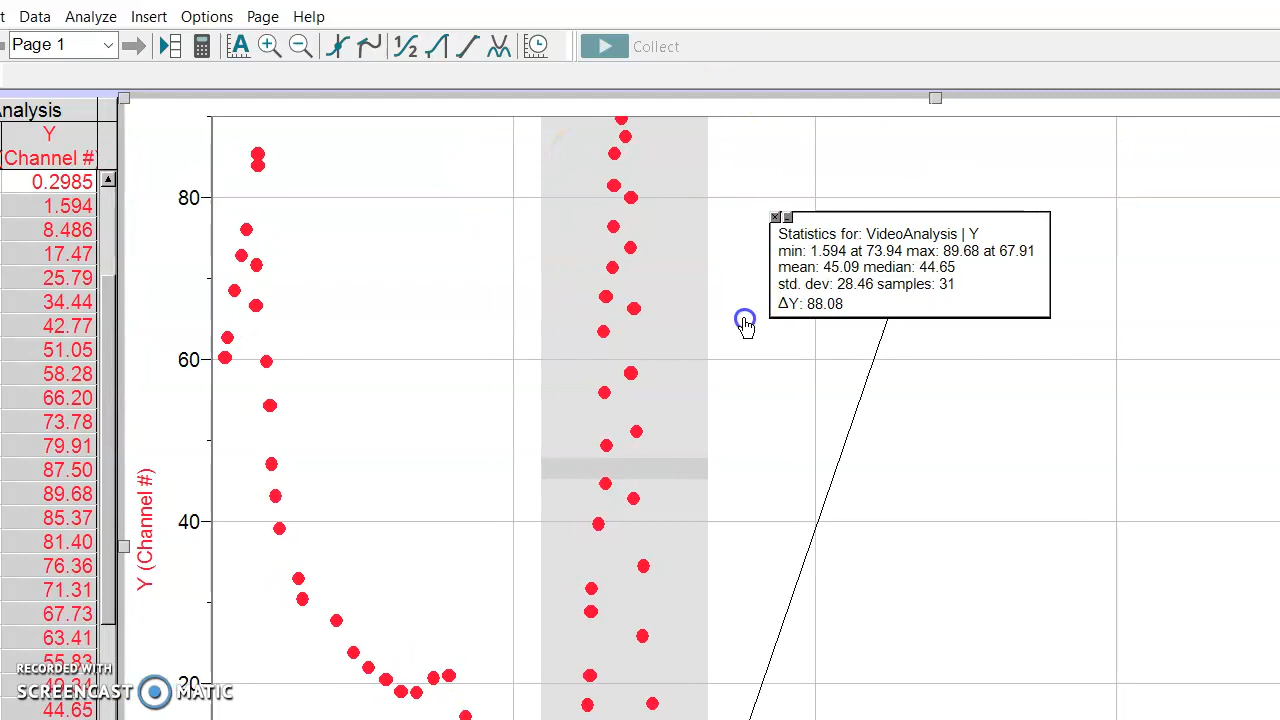 Data Analyze Insert Options Page Help
Page 1
Collect
nalysis
Y
(Channel #)
0.2985
1.594
8.486
17.47
25.79
34.44
42.77
51.05
58.28
66.20
73.78
79.91
87.50
89.68
85.37
81.40
76.36
71.31
67.73
63.41
55.83
49.34
44.65
80
60
40
20
Y (Channel #)
Statistics for: VideoAnalysis | Y
min: 1.594 at 73.94 max: 89.68 at 67.91
mean: 45.09 median: 44.65
std. dev: 28.46 samples: 31
ΔY: 88.08
RECORDED WITH
SCREENCAST MATIC